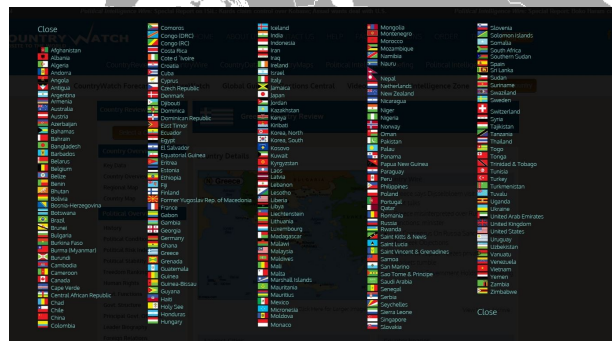 Close
Afghanistan
Albania
Algeria
Andorra
Angola
Antigua
Argentina
Armenia
Australia
Austria
Azerbaijan
Bahamas
Bahrain
Bangladesh
Barbados
Belarus
Belgium
Belize
Benin
Bhutan
Bolivia
Bosnia-Herzegovina
Botswana
Brazil
Brunei
Bulgaria
Burkina Faso
Burma (Myanmar)
Burundi
Cambodia
Cameroon
Canada
Cape Verde
Central African Republic
Chad
Chile
China
Colombia
Comoros
Congo (DRC)
Congo (RC)
Costa Rica
Cote d 'Ivoire
Croatia
Cuba
Cyprus
Czech Republic
Denmark
Djibouti
Dominica
Dominican Republic
East Timor
Ecuador
Egypt
El Salvador
Equatorial Guinea
Eritrea
Estonia
Ethiopia
Fiji
Finland
Former Yugoslav Rep. of Macedonia
France
Gabon
Gambia
Georgia
Germany
Ghana
Greece
Grenada
Guatemala
Guinea
Guinea-Bissau
Guyana
Haiti
Holy See
Honduras
Hungary
Iceland
India
Indonesia
Iran
Iraq
Ireland
Israel
Italy
Jamaica
Japan
Jordan
Kazakhstan
Kenya
Kiribati
Korea, North
Korea, South
Kosovo
Kuwait
Kyrgyzstan
Laos
Latvia
Lebanon
Lesotho
Liberia
Libya
Liechtenstein
Lithuania
Luxembourg
Madagascar
Malawi
Malaysia
Maldives
Mali
Malta
Marshall Islands
Mauritania
Mauritius
Mexico
Micronesia
Moldova
Monaco
Mongolia
Montenegro
Morocco
Mozambique
Namibia
Nauru
Nepal
Netherlands
New Zealand
Nicaragua
Niger
Nigeria
Norway
Oman
Pakistan
Palau
Panama
Papua New Guinea
Paraguay
Peru
Philippines
Poland
Portugal
Qatar
Romania
Russia
Rwanda
Saint Kitts & Nevis
Saint Lucia
Saint Vincent & Grenadines
Samoa
San Marino
Sao Tome & Principe
Saudi Arabia
Senegal
Serbia
Seychelles
Sierra Leone
Singapore
Slovakia
Slovenia
Solomon Islands
Somalia
South Africa
Southern Sudan
Spain
Sri Lanka
Sudan
Suriname
Swaziland
Sweden
Switzerland
Syria
Tajikistan
Tanzania
Thailand
Togo
Tonga
Trinidad & Tobago
Tunisia
Turkey
Turkmenistan
Tuvalu
Uganda
Ukraine
United Arab Emirates
United Kingdom
United States
Uruguay
Uzbekistan
Vanuatu
Venezuela
Vietnam
Yemen
Zambia
Zimbabwe
Close